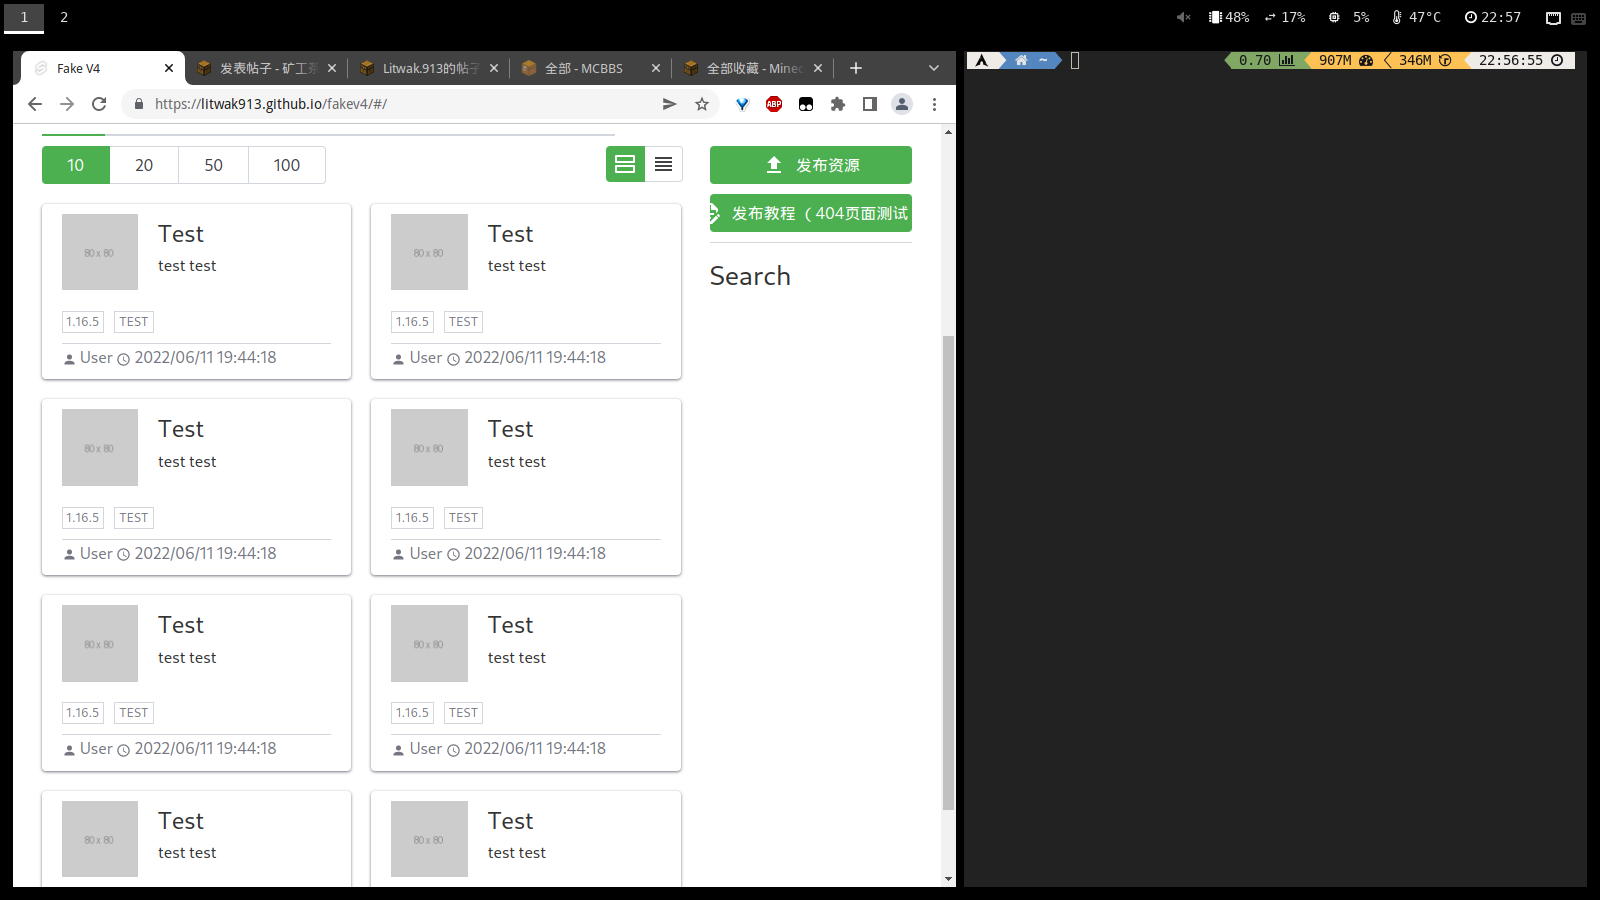 1 2 48% 17% 5% 47°C 22:57
Fake V4 发表帖子 - 矿工茶 Litwak.913的帖子 全部 - MCBBS 全部收藏 - Minec
https://litwak913.github.io/fakev4/#/
~ 0.70 907M 346M 22:56:55
10 20 50 100
发布资源
发布教程（404页面测试
Search
80 x 80 Test 80 x 80 Test
test test test test
1.16.5 TEST 1.16.5 TEST
User 2022/06/11 19:44:18 User 2022/06/11 19:44:18
80 x 80 Test 80 x 80 Test
test test test test
1.16.5 TEST 1.16.5 TEST
User 2022/06/11 19:44:18 User 2022/06/11 19:44:18
80 x 80 Test 80 x 80 Test
test test test test
1.16.5 TEST 1.16.5 TEST
User 2022/06/11 19:44:18 User 2022/06/11 19:44:18
80 x 80 Test 80 x 80 Test
test test test test